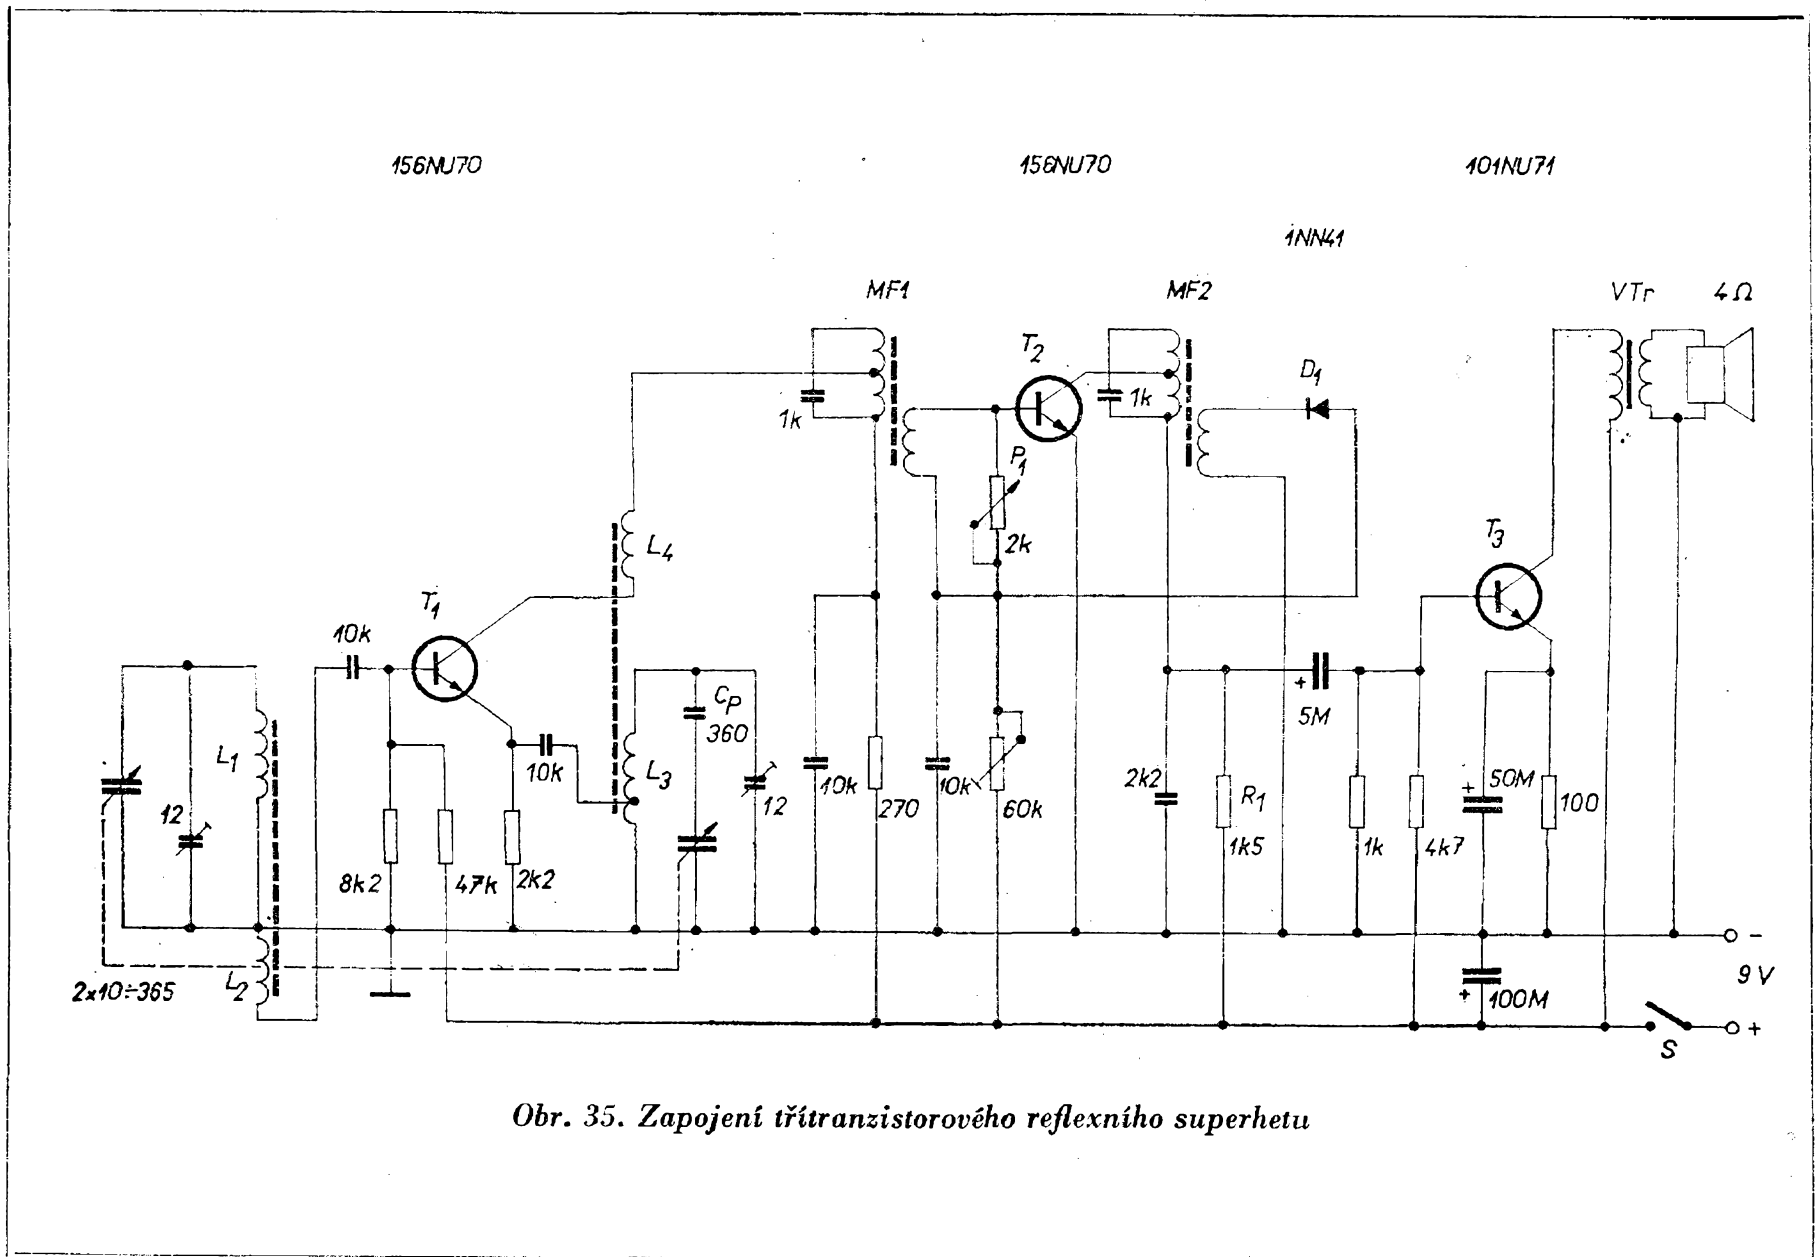 156NU70 156NU70 101NU71
1NN41
MF1 MF2 VTr 4Ω
T2
D1
1k 1k
P1
2k
L4
T3
T1
10k
CP
360
5M
L1
10k
L3
12
12
10k
270
10k
60k
2k2
R1
1k5
1k
4k7
+
50M
100
8k2
47k
2k2
+
−
L2
2x10÷365
9V
+
100M
+
S
Obr. 35. Zapojení třítranzistorového reflexního superhetu